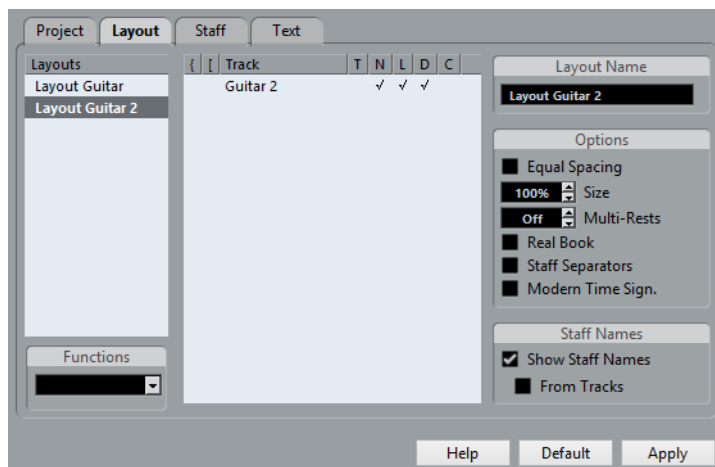 Project Layout Staff Text
Layouts
Layout Guitar
Layout Guitar 2
Functions
{ [ Track T N L D C
Guitar 2 √ √ √
Layout Name
Layout Guitar 2
Options
Equal Spacing
100% Size
Off Multi-Rests
Real Book
Staff Separators
Modern Time Sign.
Staff Names
Show Staff Names
From Tracks
Help Default Apply